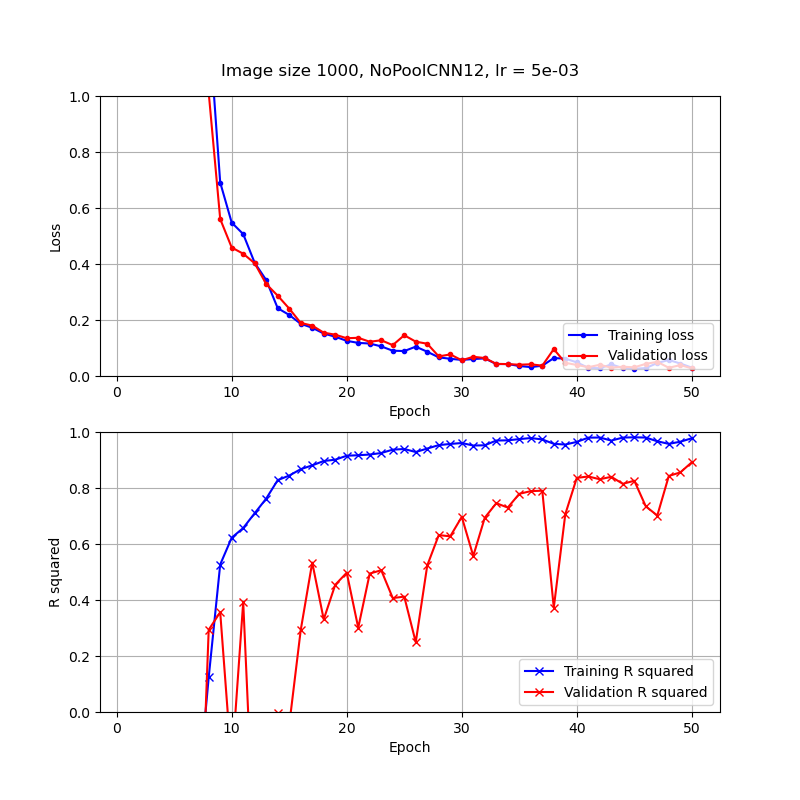 Image size 1000, NoPoolCNN12, lr = 5e-03
1.0
0.8
0.6
0.4
0.2
0.0
Loss
Training loss
Validation loss
0 10 20 30 40 50
Epoch
1.0
0.8
0.6
0.4
0.2
0.0
R squared
Training R squared
Validation R squared
0 10 20 30 40 50
Epoch